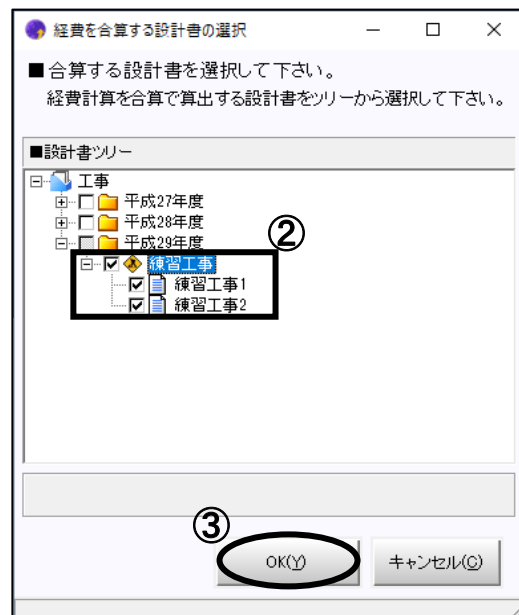 経費を合算する設計書の選択
■合算する設計書を選択して下さい。
経費計算を合算で算出する設計書をツリーから選択して下さい。
■設計書ツリー
工事
平成27年度
平成28年度
平成29年度
②
練習工事
練習工事1
練習工事2
③
OK(Y)
キャンセル(C)